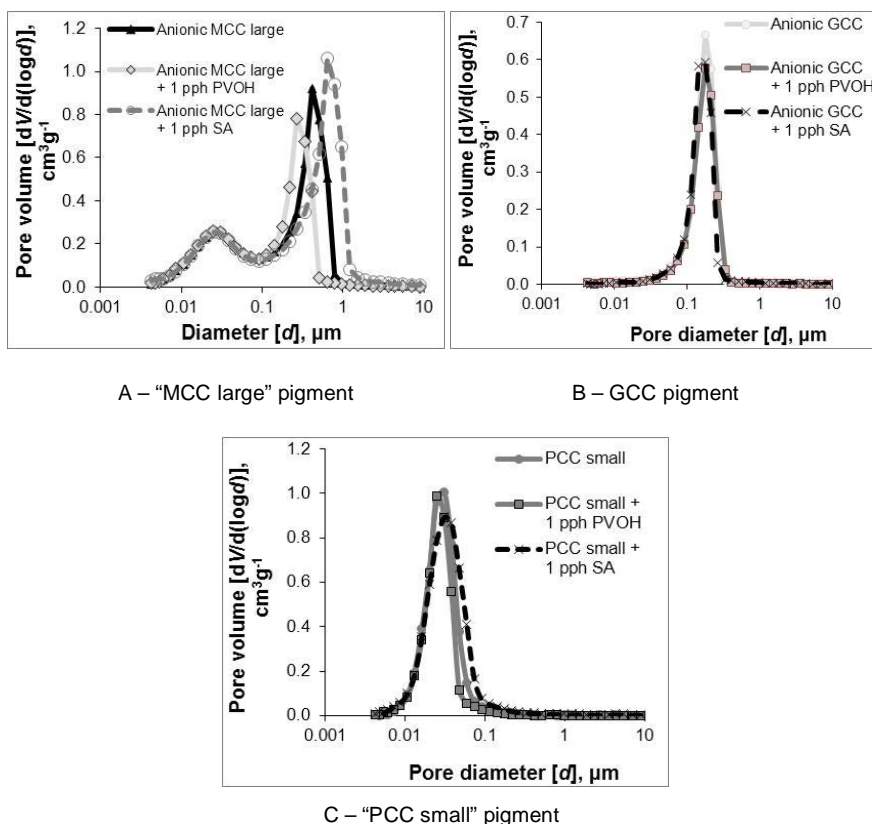 Pore volume [dV/d(logd)],
cm³g⁻¹
1.2
1.0
0.8
0.6
0.4
0.2
0.0
0.001
0.01
0.1
1
10
Diameter [d], µm
Anionic MCC large
Anionic MCC large
+ 1 pph PVOH
Anionic MCC large
+ 1 pph SA
Pore volume [dV/d(logd)],
cm³g⁻¹
0.7
0.6
0.5
0.4
0.3
0.2
0.1
0.0
0.001
0.01
0.1
1
10
Pore diameter [d], µm
Anionic GCC
Anionic GCC
+ 1 pph PVOH
Anionic GCC
+ 1 pph SA
A – “MCC large” pigment
B – GCC pigment
Pore volume [dV/d(logd)],
cm³g⁻¹
1.2
1.0
0.8
0.6
0.4
0.2
0.0
0.001
0.01
0.1
1
10
Pore diameter [d], µm
PCC small
PCC small +
1 pph PVOH
PCC small +
1 pph SA
C – “PCC small” pigment